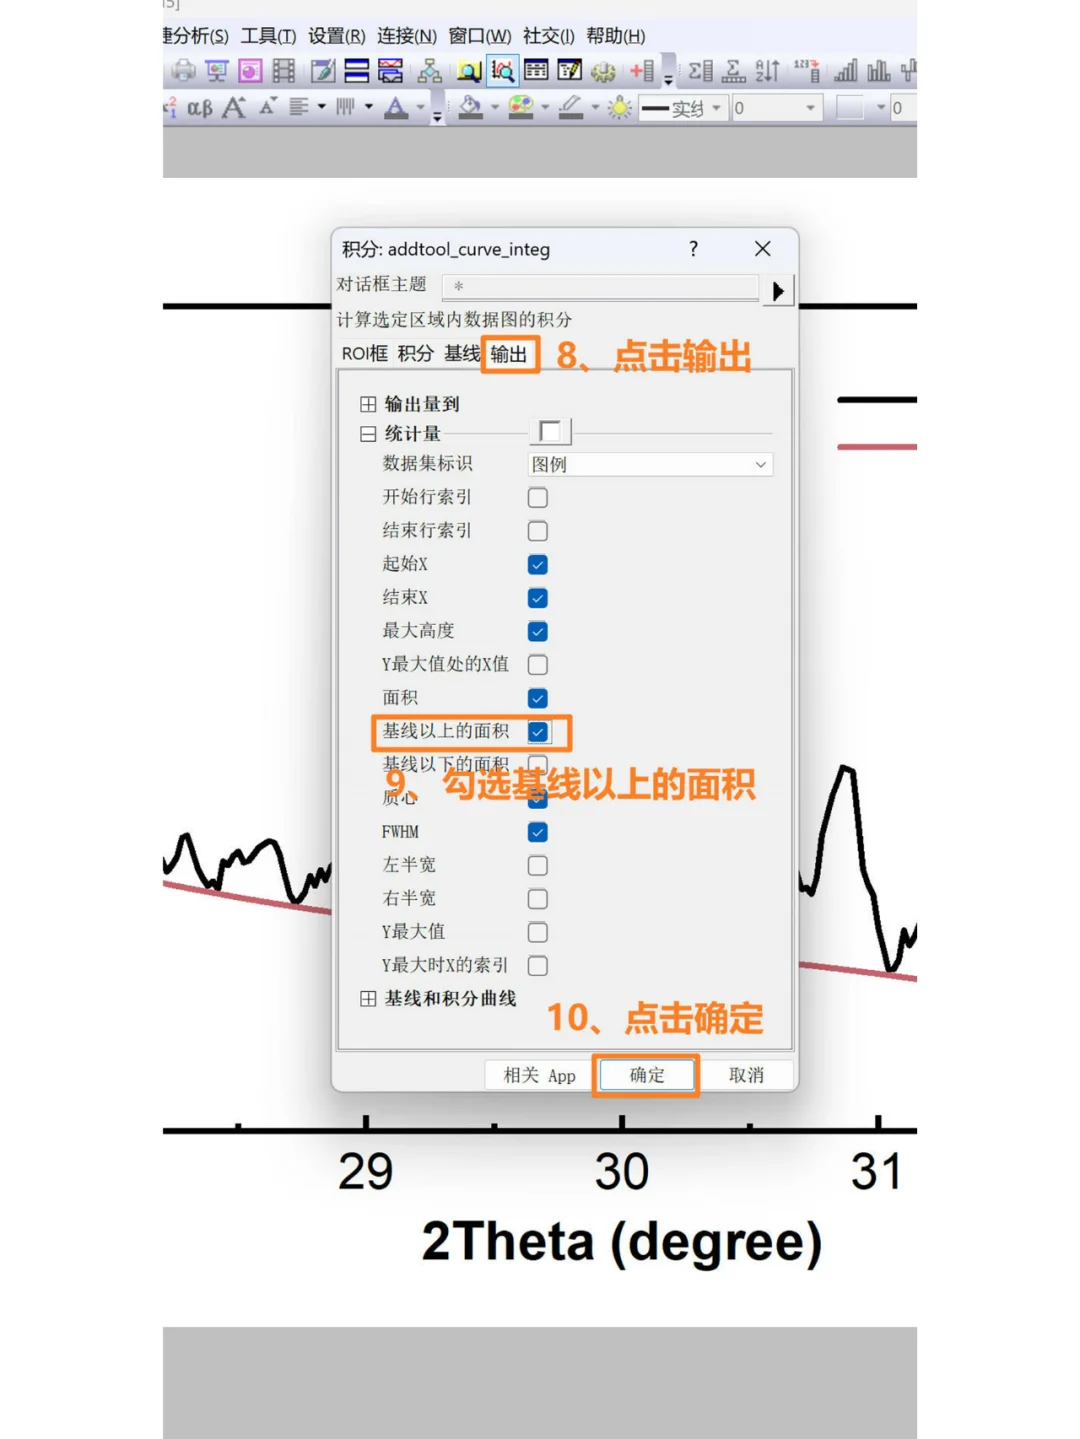 捷分析(S) 工具(T) 设置(R) 连接(N) 窗口(W) 社交(I) 帮助(H)
αβ A A A 实线 0 0
积分: addtool_curve_integ ? ×
对话框主题 *
计算选定区域内数据图的积分
ROI框 积分 基线 输出 8、点击输出
输出量到
统计量
数据集标识 图例
开始行索引
结束行索引
起始X
结束X
最大高度
Y最大值处的X值
面积
基线以上的面积
基线以下的面积
9、勾选基线以上的面积
质心
FWHM
左半宽
右半宽
Y最大值
Y最大时X的索引
基线和积分曲线
10、点击确定
相关 App 确定 取消
29 30 31
2Theta (degree)